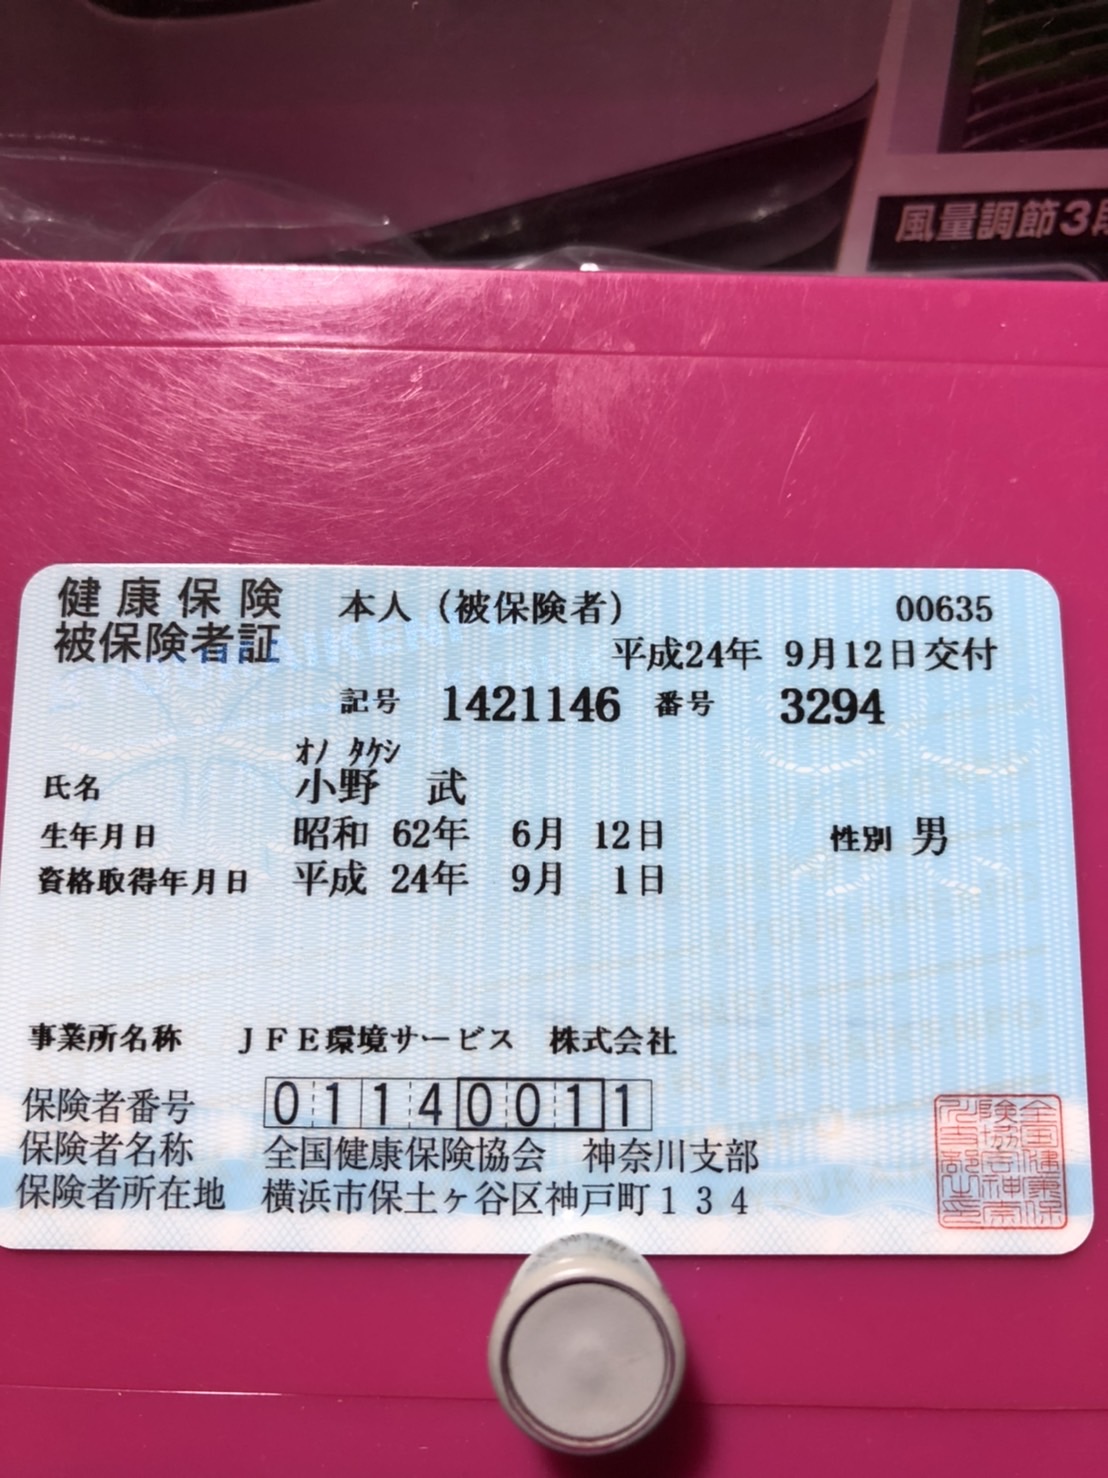 風量調節3段
健康保険 本人（被保険者） 00635
被保険者証 平成24年 9月12日交付
記号 1421146 番号 3294
ｵﾉ ﾀｹｼ
氏名 小野 武
生年月日 昭和 62年 6月 12日 性別 男
資格取得年月日 平成 24年 9月 1日
事業所名称 ＪＦＥ環境サービス 株式会社
保険者番号 01140011
保険者名称 全国健康保険協会 神奈川支部
保険者所在地 横浜市保土ヶ谷区神戸町１３４